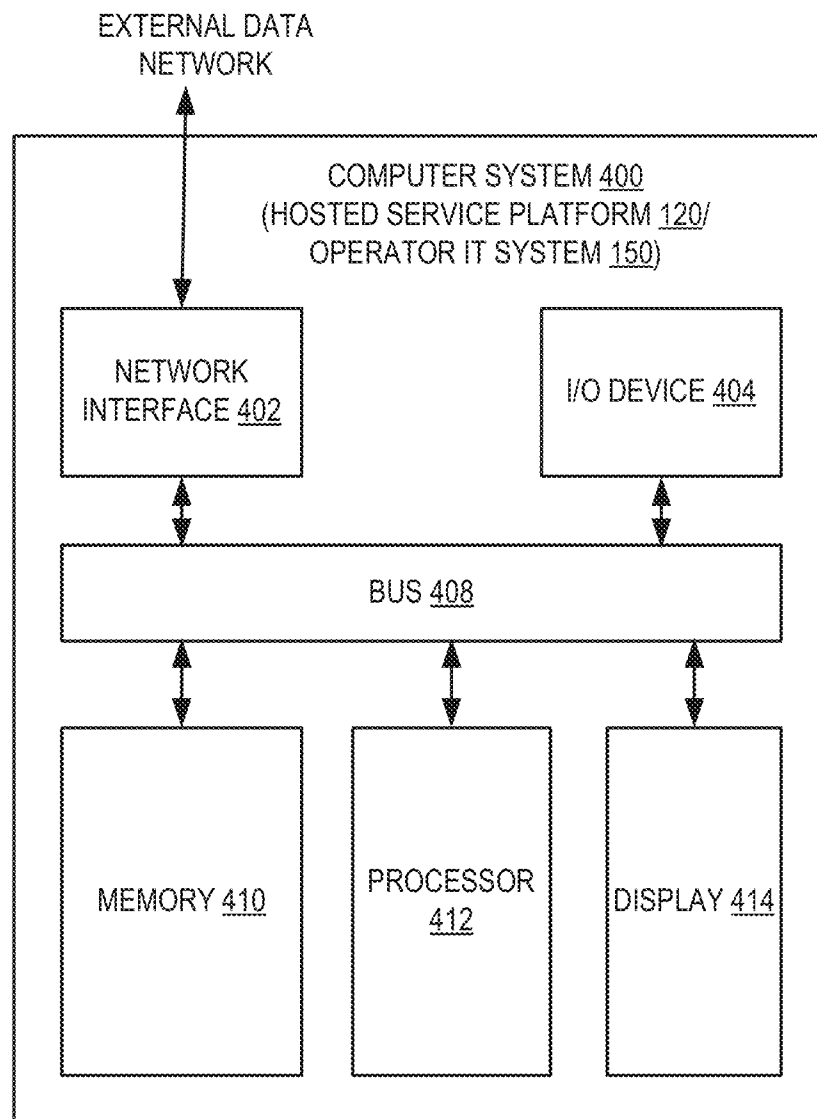 EXTERNAL DATA
NETWORK
COMPUTER SYSTEM 400
(HOSTED SERVICE PLATFORM 120/
OPERATOR IT SYSTEM 150)
NETWORK
INTERFACE 402
I/O DEVICE 404
BUS 408
MEMORY 410
PROCESSOR
412
DISPLAY 414